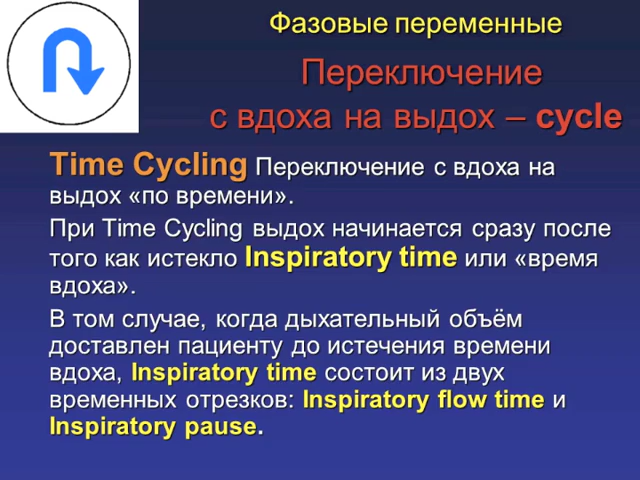 Фазовые переменные
Переключение
с вдоха на выдох – cycle
Time Cycling Переключение с вдоха на
выдох «по времени».
При Time Cycling выдох начинается сразу после
того как истекло Inspiratory time или «время
вдоха».
В том случае, когда дыхательный объём
доставлен пациенту до истечения времени
вдоха, Inspiratory time состоит из двух
временных отрезков: Inspiratory flow time и
Inspiratory pause.